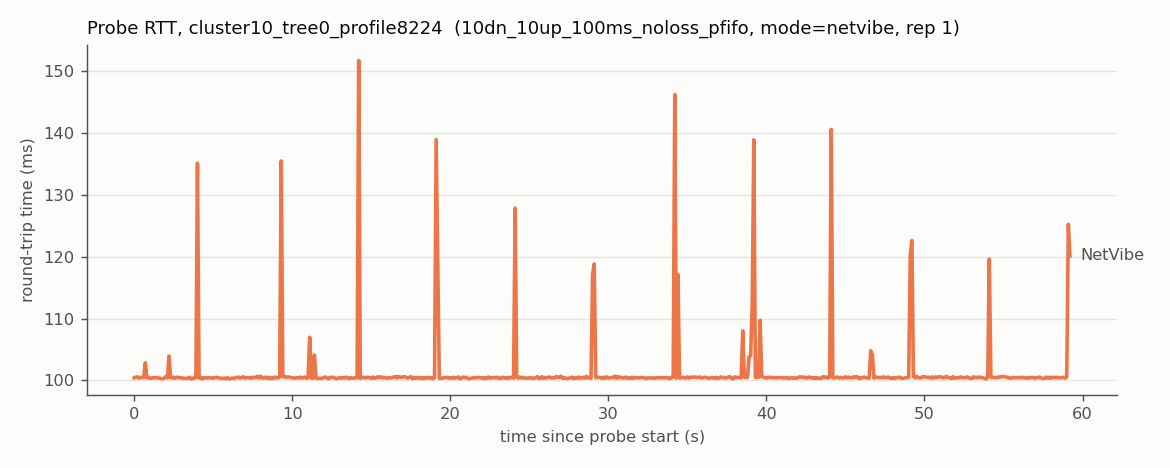 Probe RTT, cluster10_tree0_profile8224 (10dn_10up_100ms_noloss_pfifo, mode=netvibe, rep 1)
round-trip time (ms)
150
140
130
120
110
100
NetVibe
0 10 20 30 40 50 60
time since probe start (s)